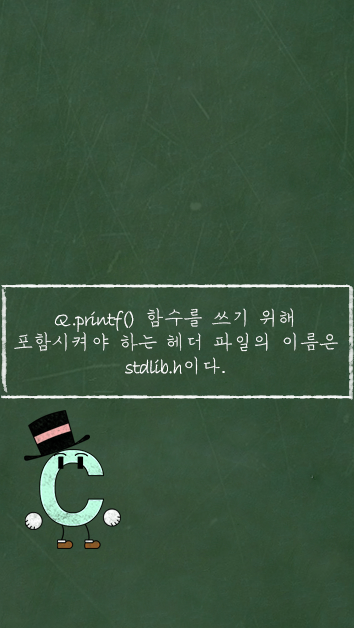 Q.printf() 함수를 쓰기 위해
포함시켜야 하는 헤더 파일의 이름은
stdlib.h이다.
C